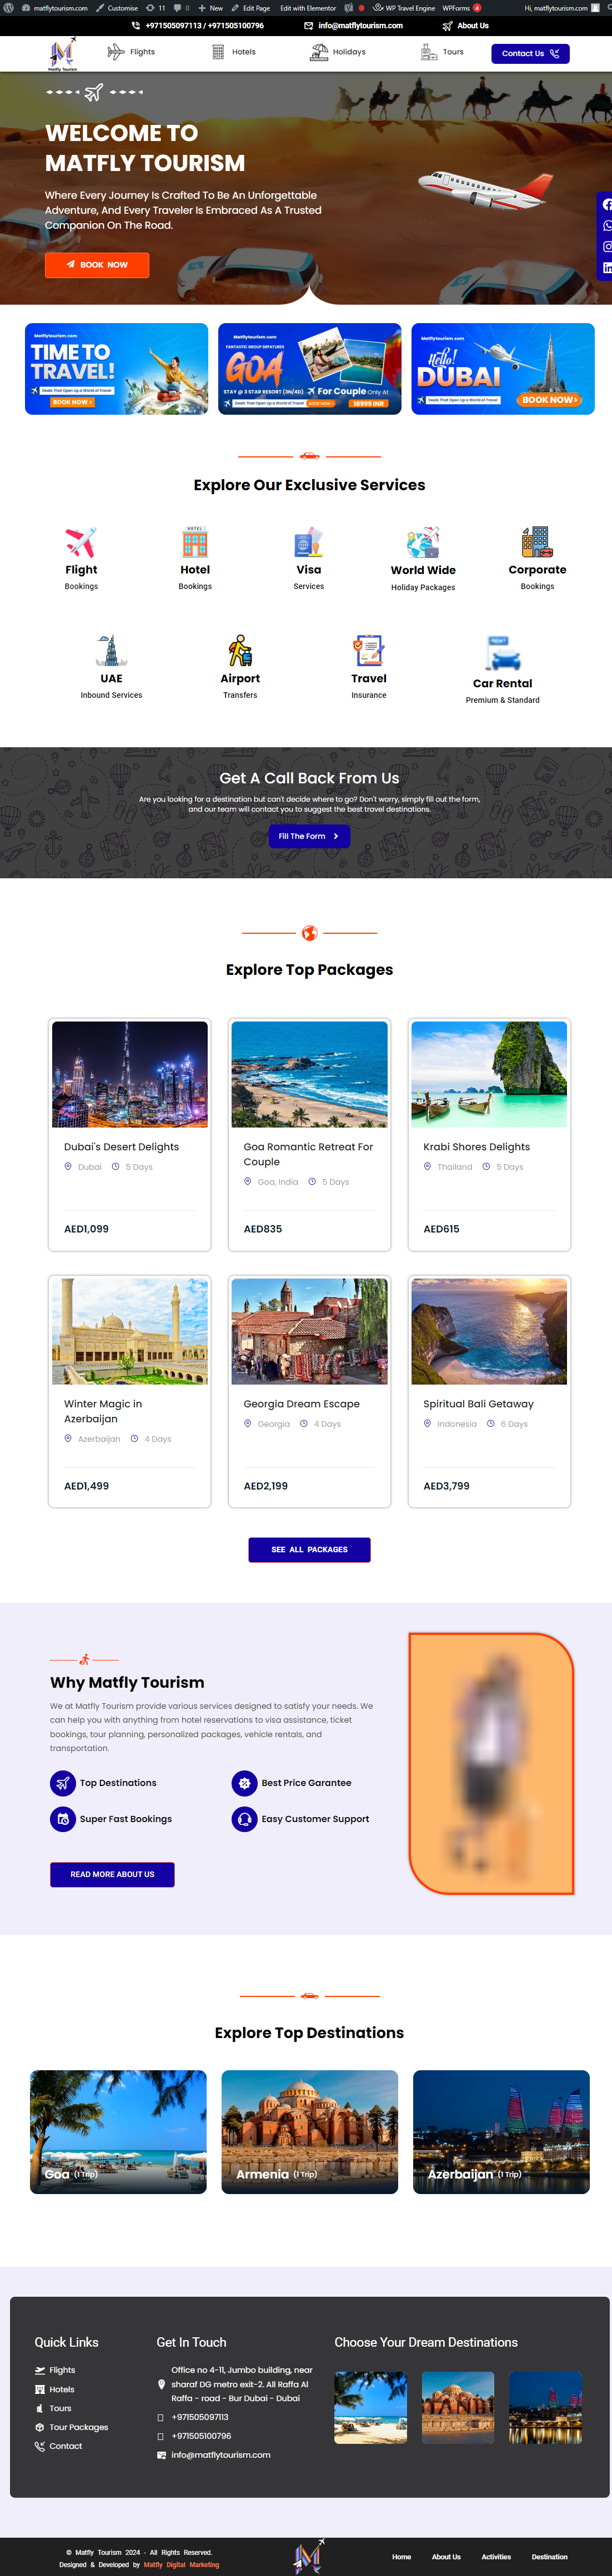 matflytourism.com Customise 11 0 New Edit Page Edit with Elementor WP Travel Engine WPForms 4 Hi, matflytourism.com
+971505097113 / +971505100796 info@matflytourism.com About Us
Matfly Tourism
Flights Hotels Holidays Tours Contact Us
WELCOME TO
MATFLY TOURISM
Where Every Journey Is Crafted To Be An Unforgettable
Adventure, And Every Traveler Is Embraced As A Trusted
Companion On The Road.
BOOK NOW
Matflytourism.com
TIME TO
TRAVEL!
Deals That Open Up a World of Travel
BOOK NOW >
Matflytourism.com
FANTASTIC GROUP DEPATURES
GOA
STAY @ 3 STAR RESORT (3N/4D) For Couple Only At
Deals That Open Up a World of Travel BOOK NOW > 18999 INR
Matflytourism.com
Hello!
DUBAI
Deals That Open Up a World of Travel BOOK NOW >
Explore Our Exclusive Services
HOTEL
Flight Hotel Visa World Wide Corporate
Bookings Bookings Services Holiday Packages Bookings
UAE Airport Travel Car Rental
Inbound Services Transfers Insurance Premium & Standard
Get A Call Back From Us
Are you looking for a destination but can't decide where to go? Don't worry, simply fill out the form,
and our team will contact you to suggest the best travel destinations.
Fill The Form >
Explore Top Packages
Dubai's Desert Delights
Dubai 5 Days
AED1,099
Goa Romantic Retreat For
Couple
Goa, India 5 Days
AED835
Krabi Shores Delights
Thailand 5 Days
AED615
Winter Magic in
Azerbaijan
Azerbaijan 4 Days
AED1,499
Georgia Dream Escape
Georgia 4 Days
AED2,199
Spiritual Bali Getaway
Indonesia 6 Days
AED3,799
SEE ALL PACKAGES
Why Matfly Tourism
We at Matfly Tourism provide various services designed to satisfy your needs. We
can help you with anything from hotel reservations to visa assistance, ticket
bookings, tour planning, personalized packages, vehicle rentals, and
transportation.
Top Destinations Best Price Garantee
Super Fast Bookings Easy Customer Support
READ MORE ABOUT US
Explore Top Destinations
Goa (1 Trip)
Armenia (1 Trip)
Azerbaijan (1 Trip)
Quick Links
Flights
Hotels
Tours
Tour Packages
Contact
Get In Touch
Office no 4-11, Jumbo building, near
sharaf DG metro exit-2. All Raffa Al
Raffa - road - Bur Dubai - Dubai
+971505097113
+971505100796
info@matflytourism.com
Choose Your Dream Destinations
© Matfly Tourism 2024 - All Rights Reserved.
Designed & Developed by Matfly Digital Marketing
Home About Us Activities Destination